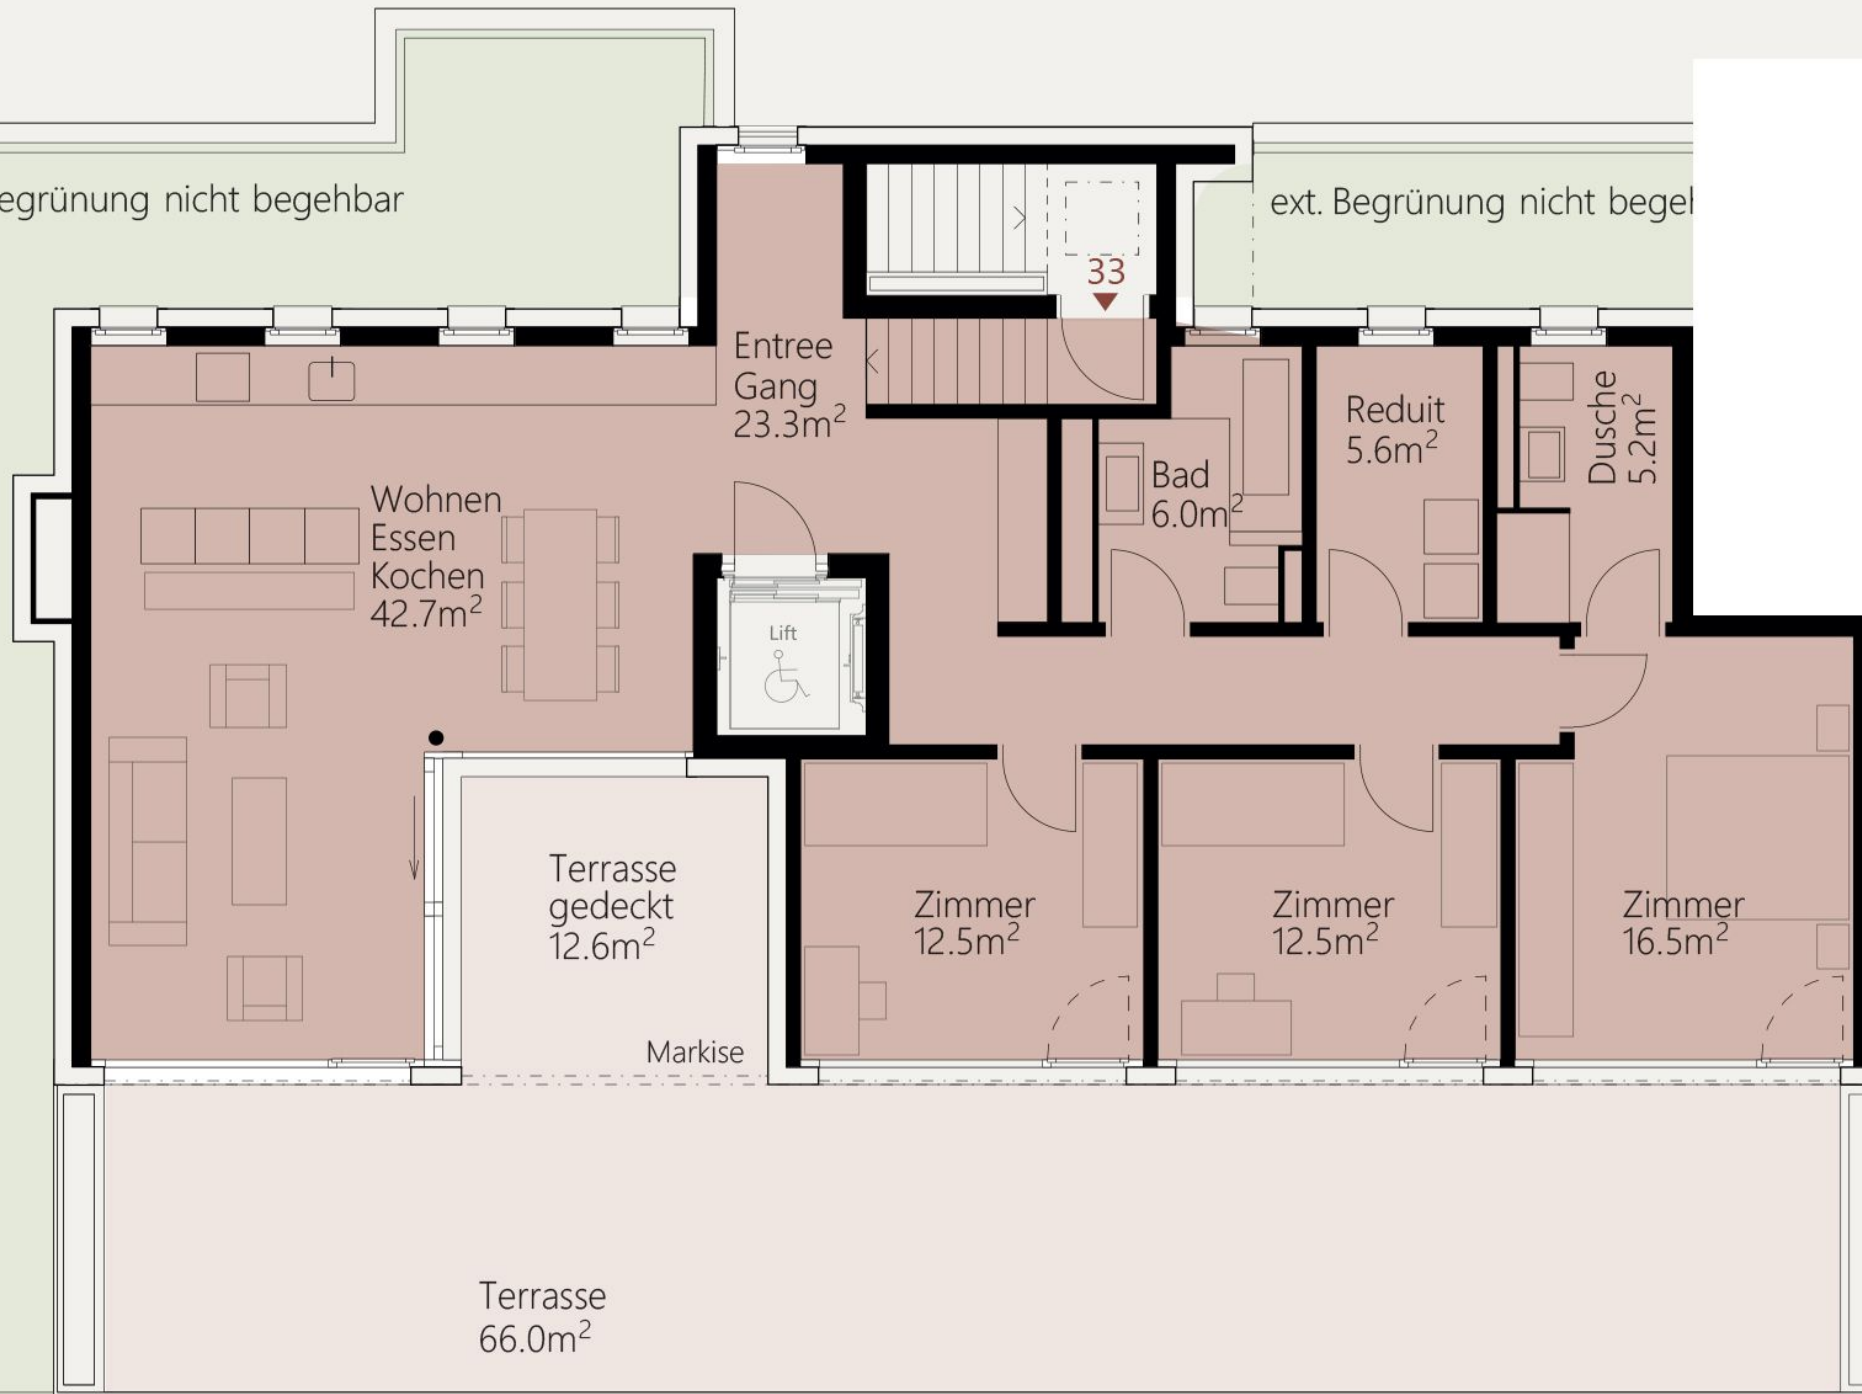 egrünung nicht begehbar
ext. Begrünung nicht begeh
33
Entree
Gang
23.3m²
Wohnen
Essen
Kochen
42.7m²
Bad
6.0m²
Reduit
5.6m²
Dusche
5.2m²
Lift
Terrasse
gedeckt
12.6m²
Markise
Zimmer
12.5m²
Zimmer
12.5m²
Zimmer
16.5m²
Terrasse
66.0m²